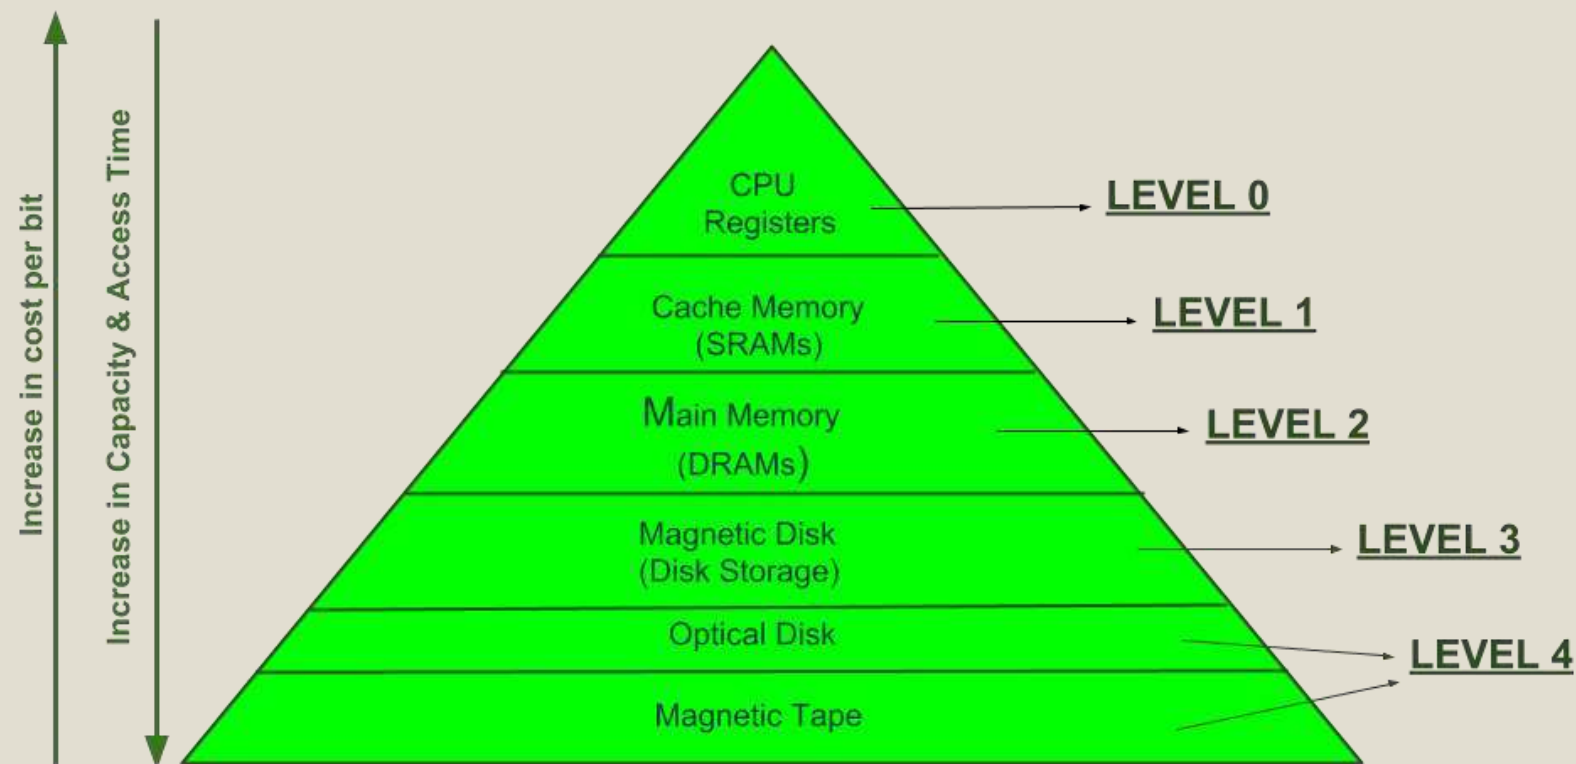 Increase in cost per bit
Increase in Capacity & Access Time
CPU
Registers
LEVEL 0
Cache Memory
(SRAMs)
LEVEL 1
Main Memory
(DRAMs)
LEVEL 2
Magnetic Disk
(Disk Storage)
LEVEL 3
Optical Disk
LEVEL 4
Magnetic Tape